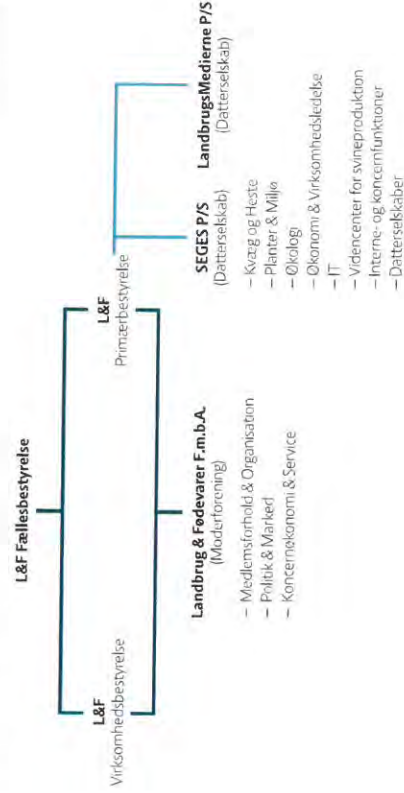 L&F Fællesbestyrelse
L&F
Virksomhedsbestyrelse
L&F
Primærbestyrelse
Landbrug & Fødevarer F.m.b.A.
(Moderforening)
– Medlemsforhold & Organisation
– Politik & Marked
– Koncernøkonomi & Service
SEGES P/S
(Datterselskab)
– Kvæg og Heste
– Planter & Miljø
– Økologi
– Økonomi & Virksomhedsledelse
– IT
– Videncenter for svineproduktion
– Interne- og koncernfunktioner
– Datterselskaber
LandbrugsMedierne P/S
(Datterselskab)